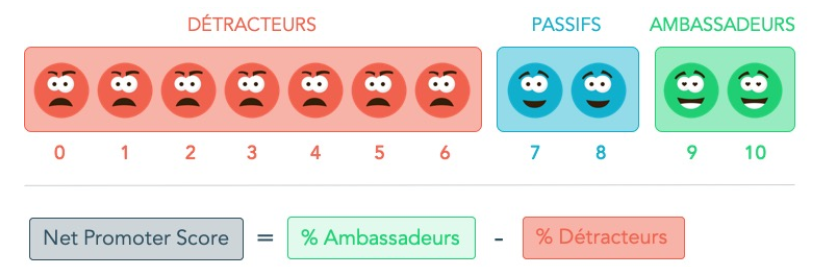 DÉTRACTEURS PASSIFS AMBASSADEURS
0 1 2 3 4 5 6 7 8 9 10
Net Promoter Score = % Ambassadeurs - % Détracteurs